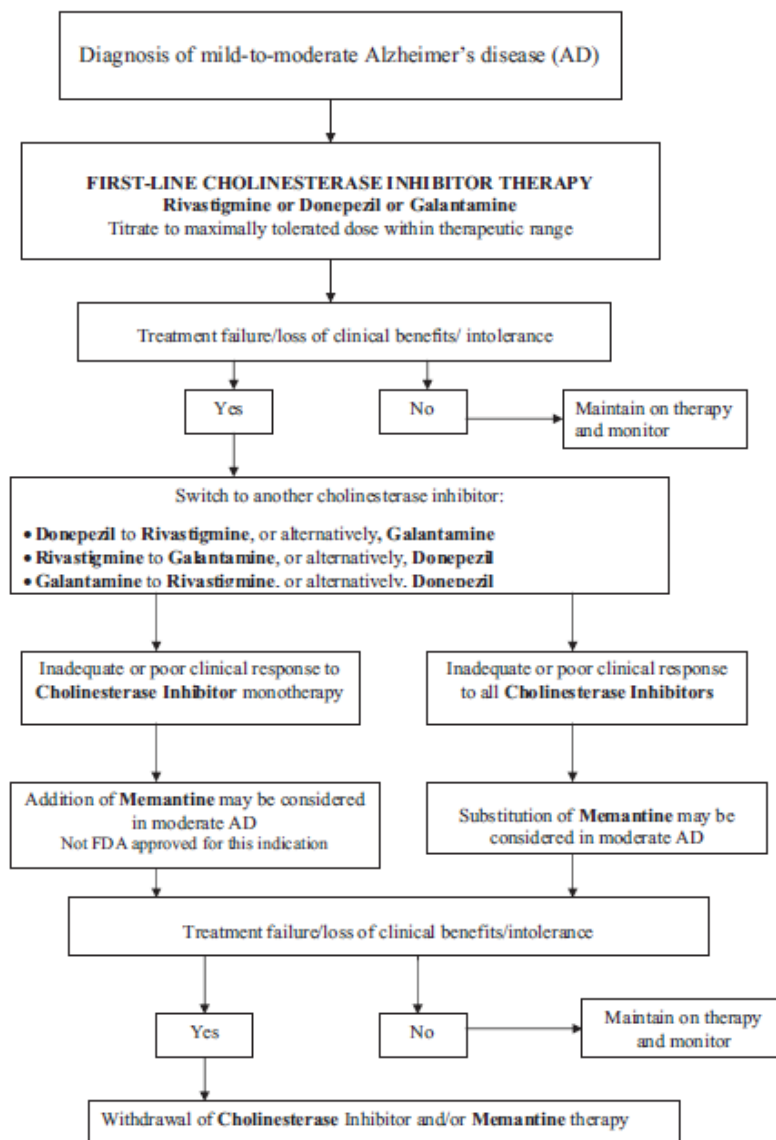 Diagnosis of mild-to-moderate Alzheimer's disease (AD)
FIRST-LINE CHOLINESTERASE INHIBITOR THERAPY
Rivastigmine or Donepezil or Galantamine
Titrate to maximally tolerated dose within therapeutic range
Treatment failure/loss of clinical benefits/ intolerance
Yes
No
Maintain on therapy
and monitor
Switch to another cholinesterase inhibitor:
• Donepezil to Rivastigmine, or alternatively, Galantamine
• Rivastigmine to Galantamine, or alternatively, Donepezil
• Galantamine to Rivastigmine, or alternatively, Donepezil
Inadequate or poor clinical response to
Cholinesterase Inhibitor monotherapy
Inadequate or poor clinical response
to all Cholinesterase Inhibitors
Addition of Memantine may be considered
in moderate AD
Not FDA approved for this indication
Substitution of Memantine may be
considered in moderate AD
Treatment failure/loss of clinical benefits/intolerance
Yes
No
Maintain on therapy
and monitor
Withdrawal of Cholinesterase Inhibitor and/or Memantine therapy